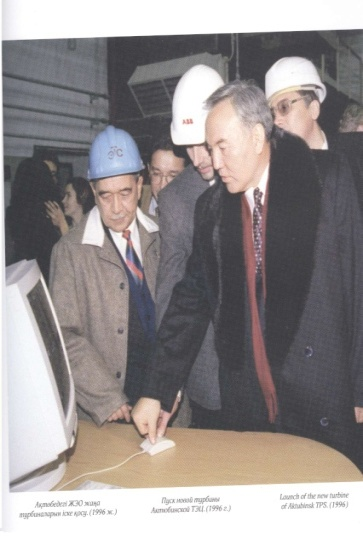 ABB
Ақтөбедегі ЖЭО жаңа
турбиналарын іске қосу. (1996 ж.)
Пуск новой турбины
Актюбинской ТЭЦ. (1996 г.)
Launch of the new turbine
of Aktubinsk TPS. (1996)